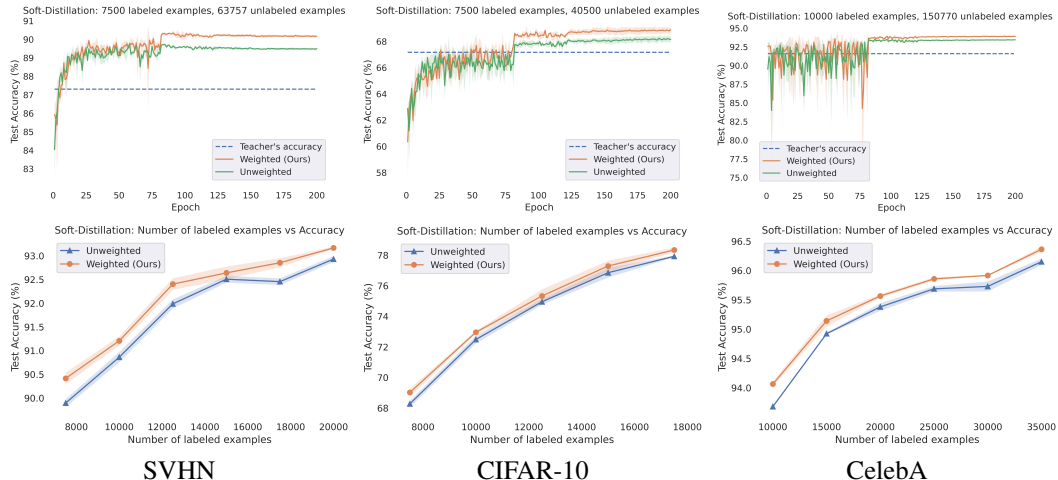 Soft-Distillation: 7500 labeled examples, 63757 unlabeled examples
Test Accuracy (%)
91
90
89
88
87
86
85
84
83
Teacher's accuracy
Weighted (Ours)
Unweighted
0 25 50 75 100 125 150 175 200
Epoch
Soft-Distillation: 7500 labeled examples, 40500 unlabeled examples
Test Accuracy (%)
68
66
64
62
60
58
Teacher's accuracy
Weighted (Ours)
Unweighted
0 25 50 75 100 125 150 175 200
Epoch
Soft-Distillation: 10000 labeled examples, 150770 unlabeled examples
Test Accuracy (%)
95.0
92.5
90.0
87.5
85.0
82.5
80.0
77.5
75.0
Teacher's accuracy
Weighted (Ours)
Unweighted
0 25 50 75 100 125 150 175 200
Epoch
Soft-Distillation: Number of labeled examples vs Accuracy
Test Accuracy (%)
93.0
92.5
92.0
91.5
91.0
90.5
90.0
Unweighted
Weighted (Ours)
8000 10000 12000 14000 16000 18000 20000
Number of labeled examples
Soft-Distillation: Number of labeled examples vs Accuracy
Test Accuracy (%)
78
76
74
72
70
68
Unweighted
Weighted (Ours)
8000 10000 12000 14000 16000 18000
Number of labeled examples
Soft-Distillation: Number of labeled examples vs Accuracy
Test Accuracy (%)
96.5
96.0
95.5
95.0
94.5
94.0
Unweighted
Weighted (Ours)
10000 15000 20000 25000 30000 35000
Number of labeled examples
SVHN
CIFAR-10
CelebA